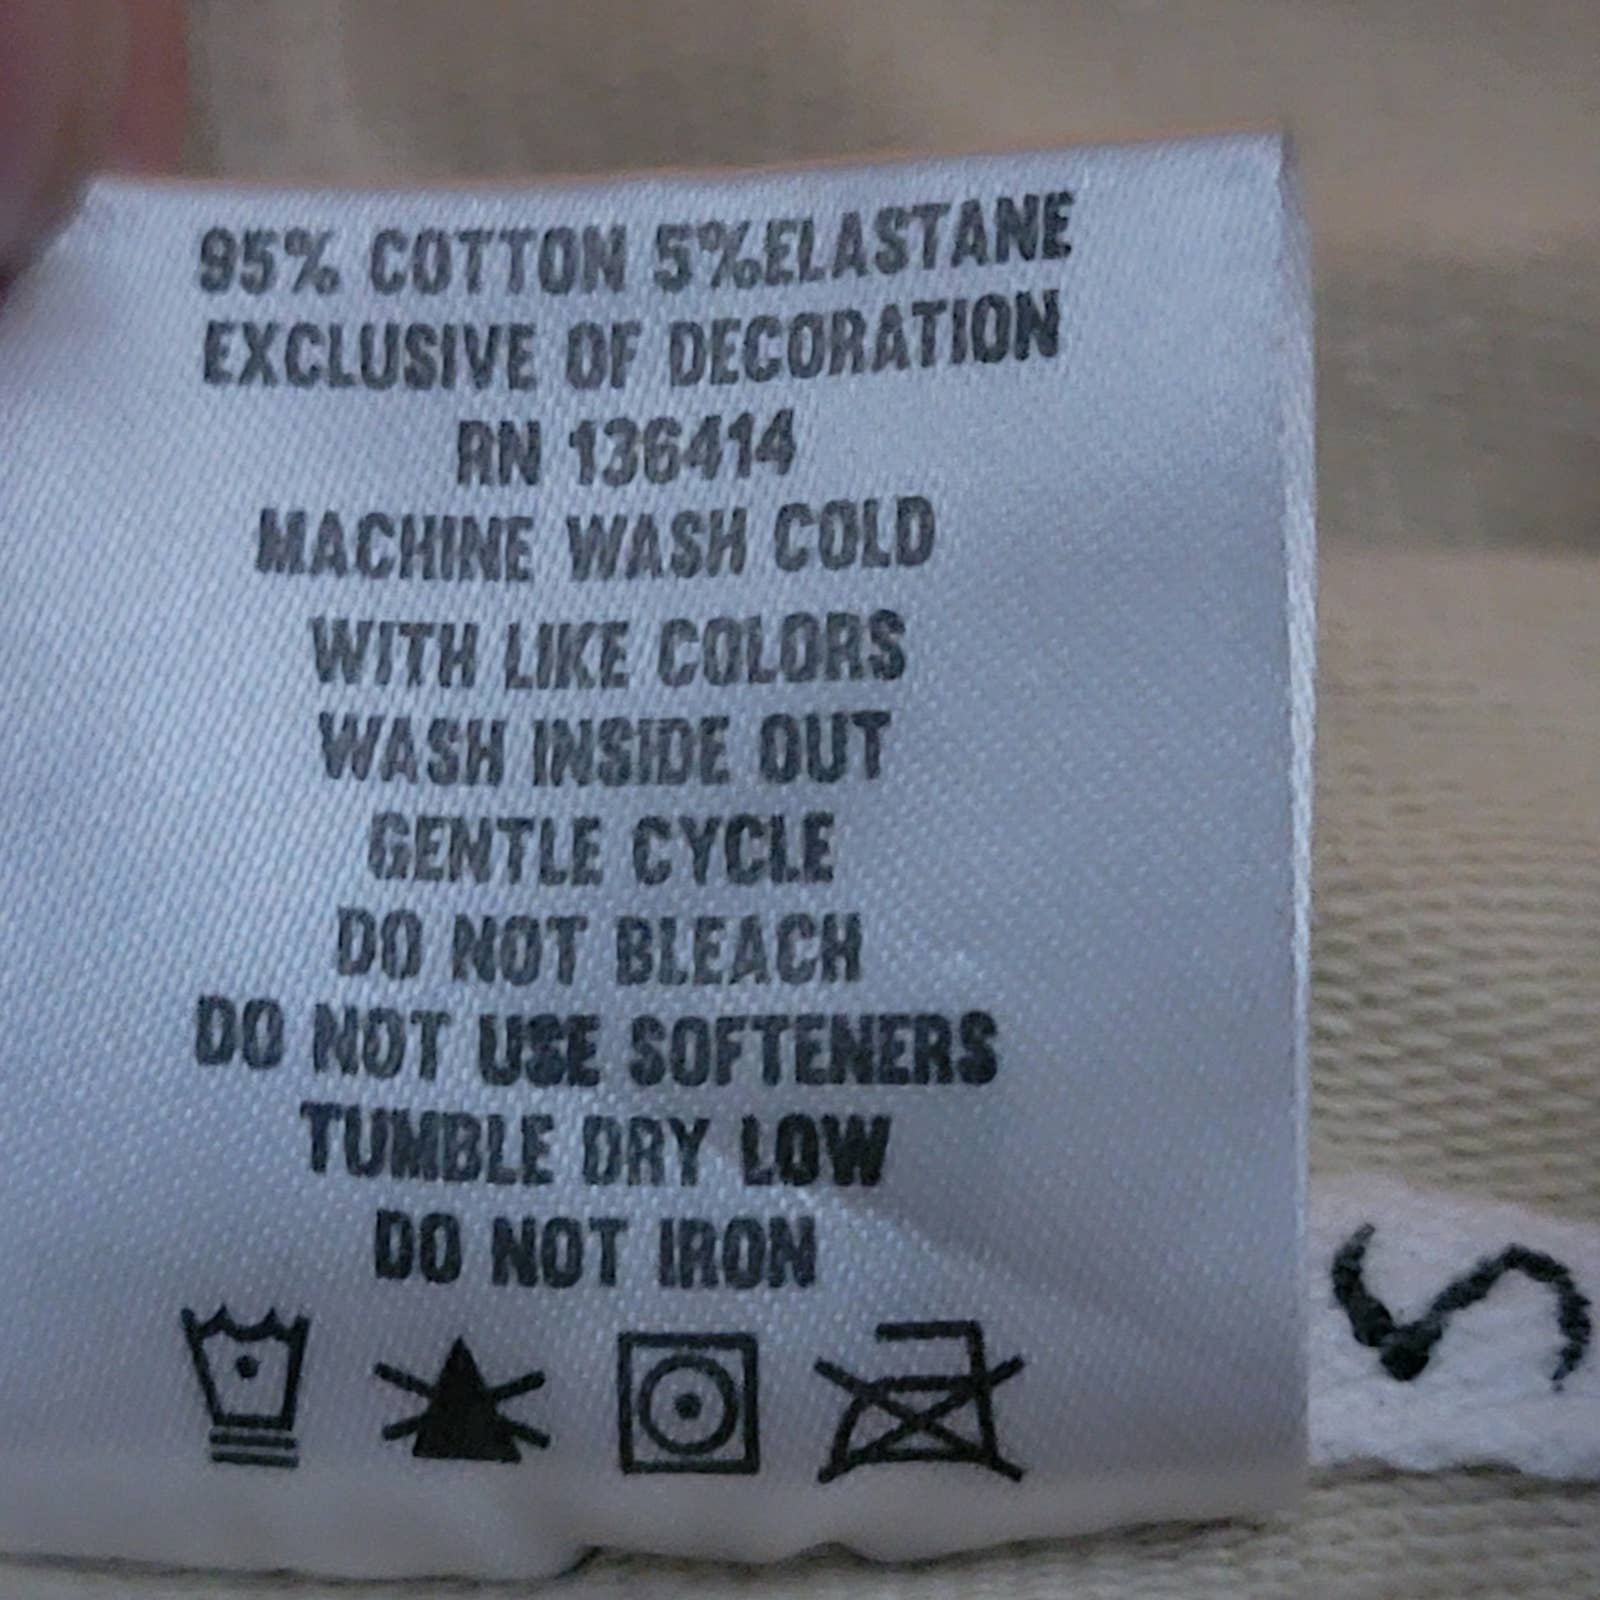 95% COTTON 5%ELASTANE
EXCLUSIVE OF DECORATION
RN 136414
MACHINE WASH COLD
WITH LIKE COLORS
WASH INSIDE OUT
GENTLE CYCLE
DO NOT BLEACH
DO NOT USE SOFTENERS
TUMBLE DRY LOW
DO NOT IRON
S